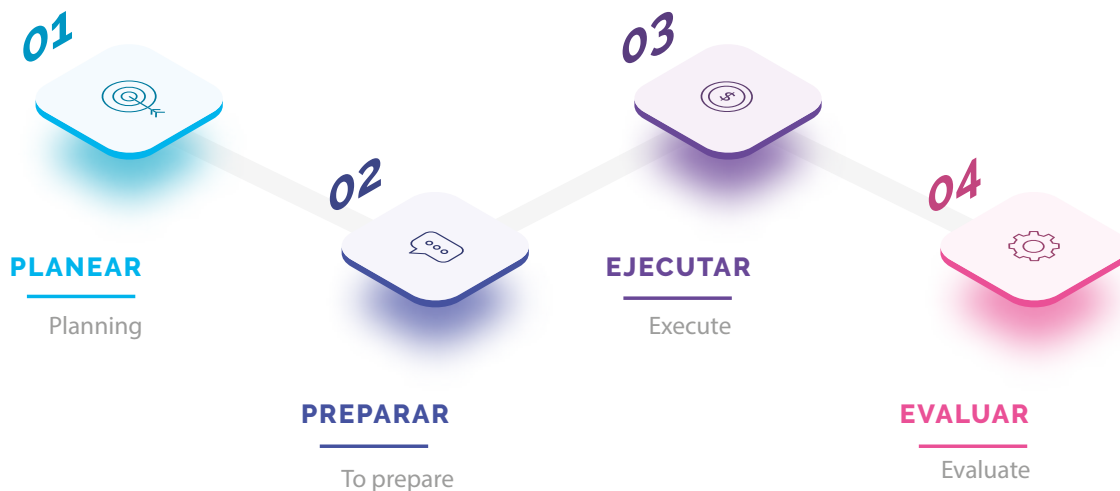 01
PLANEAR
Planning
02
PREPARAR
To prepare
03
$
EJECUTAR
Execute
04
EVALUAR
Evaluate